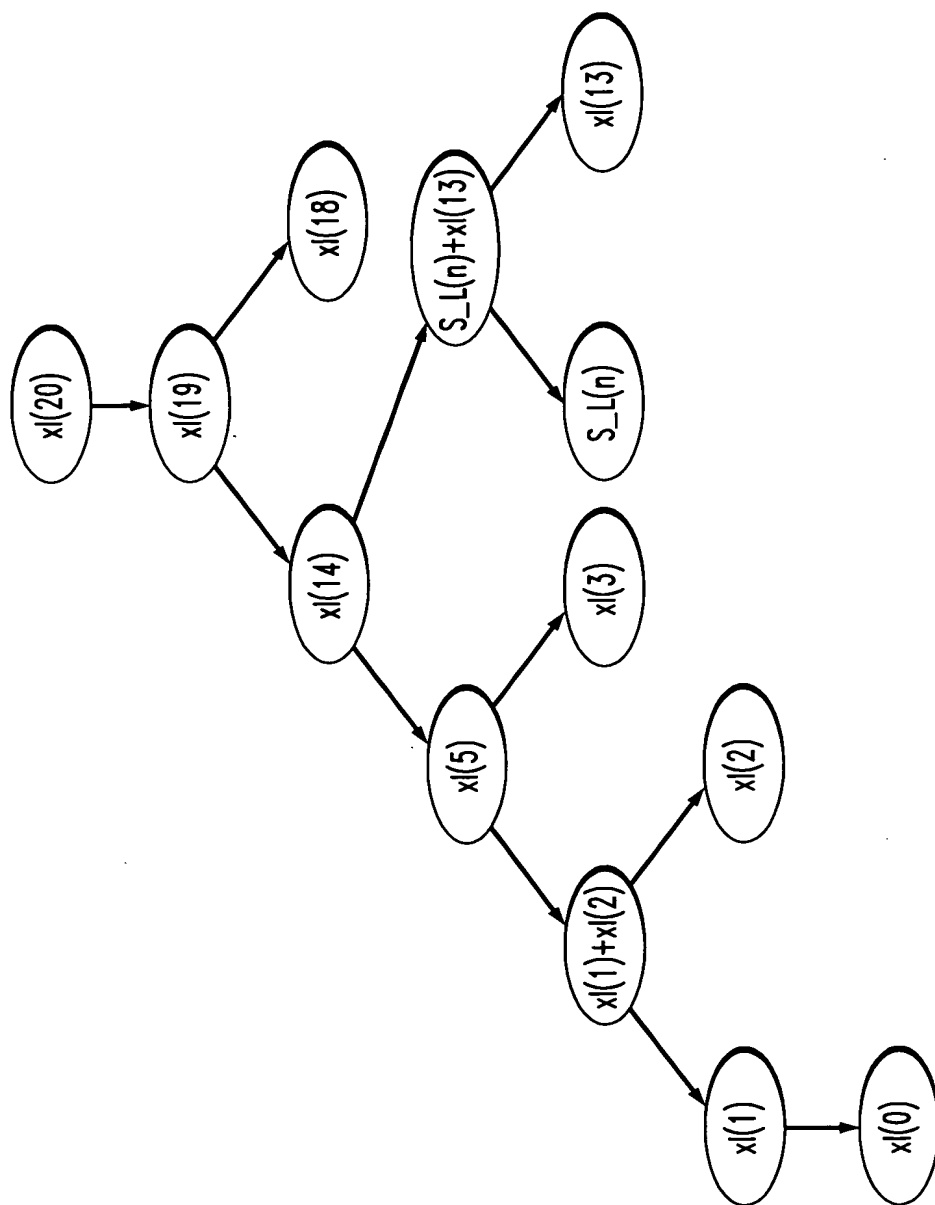 xl(20)
xl(19)
xl(14)
xl(18)
xl(5)
S_L(n)+xl(13)
xl(1)+xl(2)
xl(3)
S_L(n)
xl(13)
xl(1)
xl(2)
xl(0)